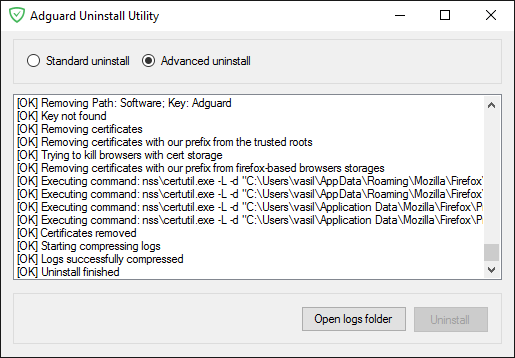 Adguard Uninstall Utility
Standard uninstall
Advanced uninstall
[OK] Removing Path: Software; Key: Adguard
[OK] Key not found
[OK] Removing certificates
[OK] Removing certificates with our prefix from the trusted roots
[OK] Trying to kill browsers with cert storage
[OK] Removing certificates with our prefix from firefox-based browsers storages
[OK] Executing command: nss\certutil.exe -L -d "C:\Users\vasil\AppData\Roaming\Mozilla\Firefox\
[OK] Executing command: nss\certutil.exe -L -d "C:\Users\vasil\AppData\Roaming\Mozilla\Firefox\
[OK] Executing command: nss\certutil.exe -L -d "C:\Users\vasil\Application Data\Mozilla\Firefox\P
[OK] Executing command: nss\certutil.exe -L -d "C:\Users\vasil\Application Data\Mozilla\Firefox\P
[OK] Certificates removed
[OK] Starting compressing logs
[OK] Logs successfully compressed
[OK] Uninstall finished
Open logs folder
Uninstall